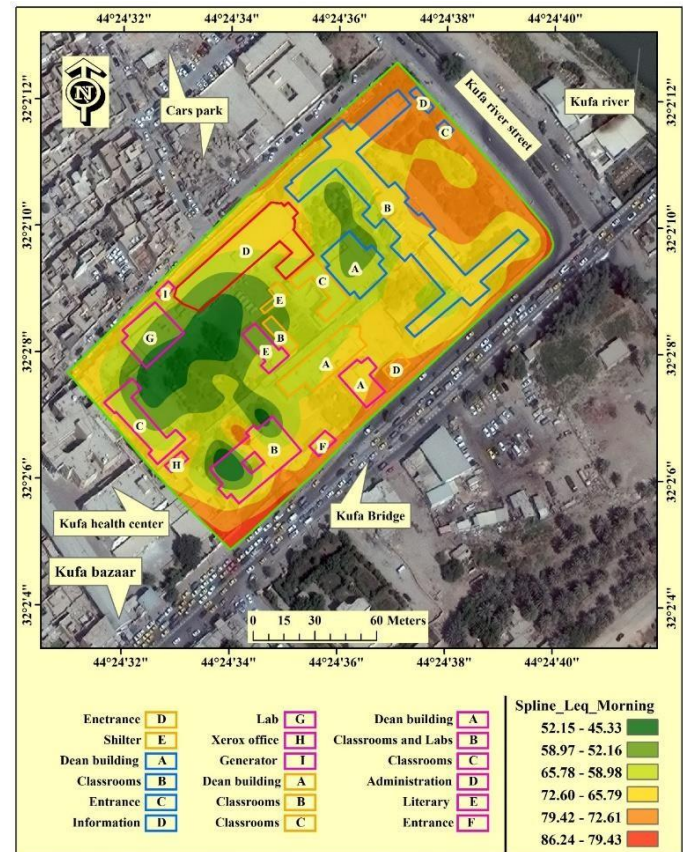 44°24'32" 44°24'34" 44°24'36" 44°24'38" 44°24'40"
N
Cars park
Kufa river street
Kufa river
32°2'12" 32°2'12"
32°2'10" 32°2'10"
32°2'8" 32°2'8"
32°2'6" 32°2'6"
32°2'4" 32°2'4"
D
C
B
D
A
C
I
E
G
B
E
A
D
A
C
B
F
H
Kufa health center
Kufa Bridge
Kufa bazaar
0 15 30 60 Meters
44°24'32" 44°24'34" 44°24'36" 44°24'38" 44°24'40"
Enetrance D
Shilter E
Dean building A
Classrooms B
Entrance C
Information D
Lab G
Xerox office H
Generator I
Dean building A
Classrooms B
Classrooms C
Dean building A
Classrooms and Labs B
Classrooms C
Administration D
Literary E
Entrance F
Spline_Leq_Morning
52.15 - 45.33
58.97 - 52.16
65.78 - 58.98
72.60 - 65.79
79.42 - 72.61
86.24 - 79.43